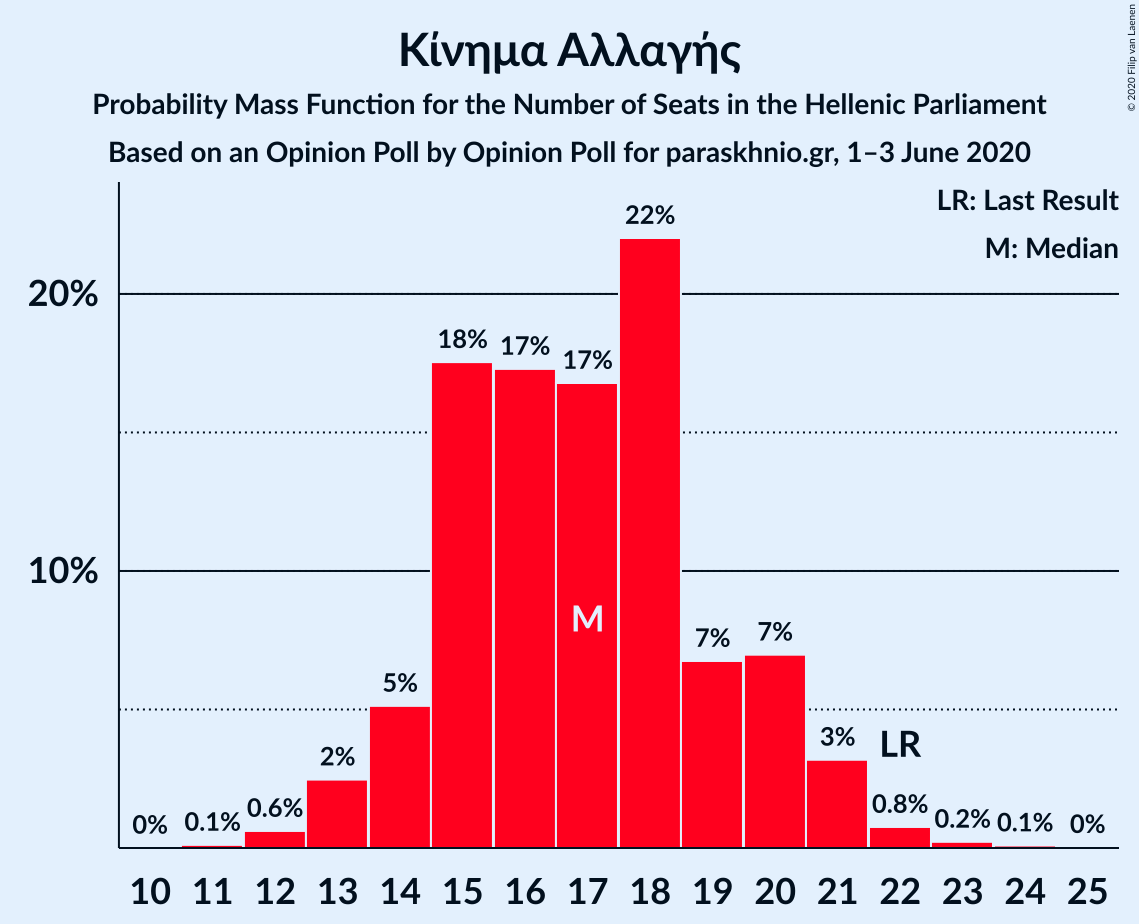 Κίνημα Αλλαγής
Probability Mass Function for the Number of Seats in the Hellenic Parliament
Based on an Opinion Poll by Opinion Poll for paraskhnio.gr, 1–3 June 2020
© 2020 Filip van Laenen
LR: Last Result
M: Median
20%
10%
0% 0.1% 0.6% 2% 5% 18% 17% 17% 22% 7% 7% 3% 0.8% 0.2% 0.1% 0%
M
LR
10 11 12 13 14 15 16 17 18 19 20 21 22 23 24 25